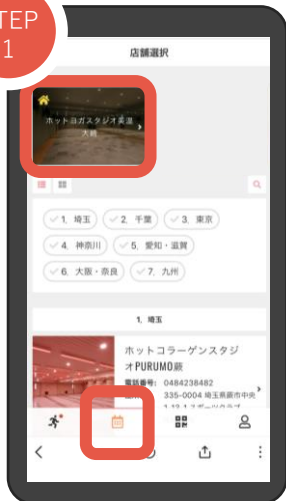 STEP
1
店舗選択
ホットヨガスタジオ美温
大崎
1. 埼玉
2. 千葉
3. 東京
4. 神奈川
5. 愛知・滋賀
6. 大阪・奈良
7. 九州
1. 埼玉
ホットコラーゲンスタジ
オPURUMO蕨
電話番号: 0484238482
335-0004 埼玉県蕨市中央